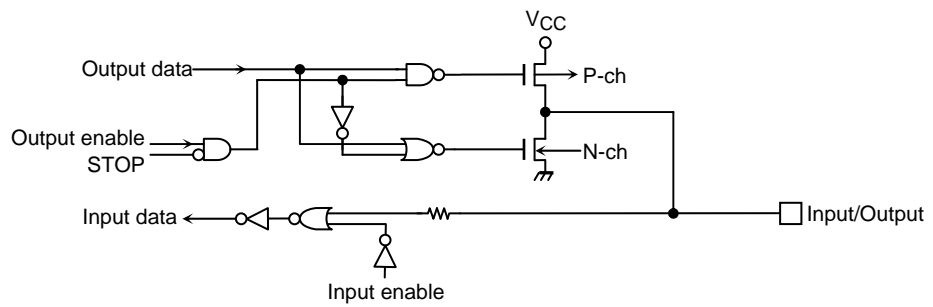 VCC
Output data
P-ch
Output enable
STOP
N-ch
Input data
Input/Output
Input enable